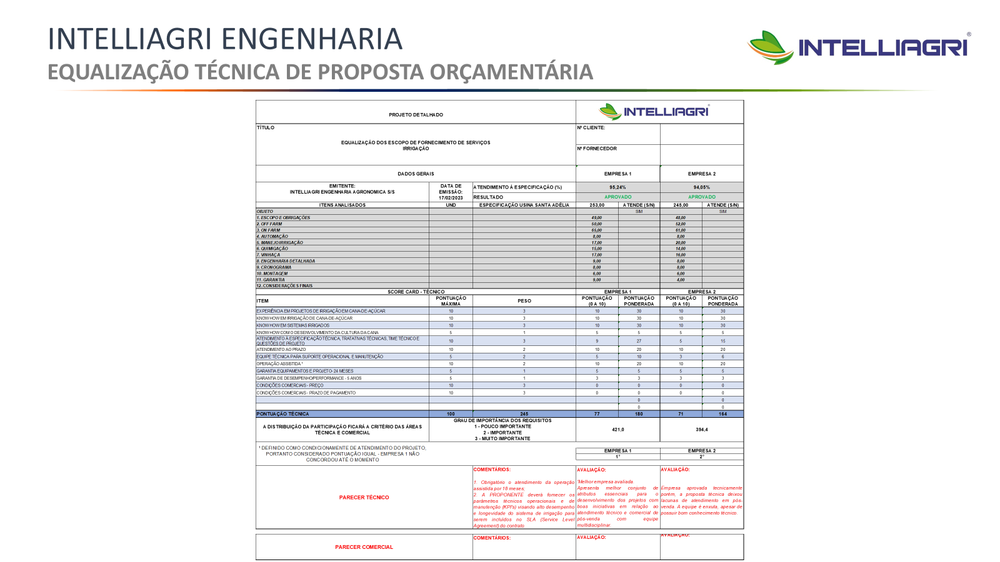 INTELLIAGRI ENGENHARIA
EQUALIZAÇÃO TÉCNICA DE PROPOSTA ORÇAMENTÁRIA
INTELLIAGRI®
PROJETO DETALHADO
INTELLIAGRI®
TÍTULO
Nº CLIENTE:
EQUALIZAÇÃO DOS ESCOPO DE FORNECIMENTO DE SERVIÇOS
IRRIGAÇÃO
Nº FORNECEDOR
DADOS GERAIS EMPRESA 1 EMPRESA 2
EMITENTE:
INTELLIAGRI ENGENHARIA AGRONOMICA S/S
DATA DE
EMISSÃO:
17/02/2023
ATENDIMENTO À ESPECIFICAÇÃO (%) 95,24% 94,05%
RESULTADO APROVADO APROVADO
ITENS ANALISADOS UND ESPECIFICAÇÃO USINA SANTA ADÉLIA 253,00 ATENDE (S/N) 245,00 ATENDE (S/N)
OBJETO SIM SIM
1. ESCOPO E OBRIGAÇÕES 49,00 48,00
2. OFF FARM 50,00 52,00
3. ON FARM 65,00 61,00
4. AUTOMAÇÃO 8,00 8,00
5. MANEJO IRRIGAÇÃO 17,00 20,00
6. QUIMIGAÇÃO 15,00 14,00
7. VINHAÇA 17,00 16,00
8. ENGENHARIA DETALHADA 9,00 8,00
9. CRONOGRAMA 8,00 8,00
10. MONTAGEM 6,00 6,00
11. GARANTIA 9,00 4,00
12. CONSIDERAÇÕES FINAIS
SCORE CARD - TÉCNICO EMPRESA 1 EMPRESA 2
ITEM PONTUAÇÃO MÁXIMA PESO PONTUAÇÃO (0 A 10) PONTUAÇÃO PONDERADA PONTUAÇÃO (0 A 10) PONTUAÇÃO PONDERADA
EXPERIÊNCIA EM PROJETOS DE IRRIGAÇÃO EM CANA-DE-AÇÚCAR 10 3 10 30 10 30
KNOW HOW EM IRRIGAÇÃO DE CANA-DE-AÇÚCAR 10 3 10 30 10 30
KNOW HOW EM SISTEMAS IRRIGADOS 10 3 10 30 10 30
KNOW HOW COM O DESENVOLVIMENTO DA CULTURA DA CANA 5 1 5 5 5 5
ATENDIMENTO À ESPECIFICAÇÃO TÉCNICA, TRATATIVAS TÉCNICAS, TIME TÉCNICO E
QUESTÕES DE PROJETO 10 3 9 27 5 15
ATENDIMENTO AO PRAZO 10 2 10 20 10 20
EQUIPE TÉCNICA PARA SUPORTE OPERACIONAL E MANUTENÇÃO 5 2 5 10 3 6
OPERAÇÃO ASSISTIDA ¹ 10 2 10 20 10 20
GARANTIA EQUIPAMENTOS E PROJETO- 24 MESES 5 1 5 5 5 5
GARANTIA DE DESEMPENHO/PERFORMANCE - 5 ANOS 5 1 3 3 3 3
CONDIÇÕES COMERCIAIS - PREÇO 10 3 0 0 0 0
CONDIÇÕES COMERCIAIS - PRAZO DE PAGAMENTO 10 3 0 0 0 0
0 0
0 0
PONTUAÇÃO TÉCNICA 100 245 77 180 71 164
A DISTRIBUIÇÃO DA PARTICIPAÇÃO FICARÁ A CRITÉRIO DAS ÁREAS
TÉCNICA E COMERCIAL
GRAU DE IMPORTÂNCIA DOS REQUISITOS
1 - POUCO IMPORTANTE
2 - IMPORTANTE
3 - MUITO IMPORTANTE
421,0 394,4
¹ DEFINIDO COMO CONDICIONAMENTE DE ATENDIMENTO DO PROJETO,
PORTANTO CONSIDERADO PONTUAÇÃO IGUAL - EMPRESA 1 NÃO
CONCORDOU ATÉ O MOMENTO
EMPRESA 1 EMPRESA 2
1° 2°
PARECER TÉCNICO
COMENTÁRIOS:
1. Obrigatório o atendimento da operação
assistida por 18 meses;
2. A PROPONENTE deverá fornecer os
parâmetros técnicos operacionais e de
manutenção (KPI's) visando alto desempenho
e longevidade do sistema de irrigação para
serem incluídos no SLA (Service Level
Agreement) do contrato
AVALIAÇÃO:
"Melhor empresa avaliada.
Apresenta melhor conjunto de
atributos essenciais para o
desenvolvimento dos projetos com
boas iniciativas em relação ao
atendimento técnico e comercial de
pós-venda com equipe
multidisciplinar.
AVALIAÇÃO:
Empresa aprovada tecnicamente
porém, a proposta técnica deixou
lacunas de atendimento em pós-
venda. A equipe é enxuta, apesar de
possuir bom conhecimento técnico.
PARECER COMERCIAL
COMENTÁRIOS:
AVALIAÇÃO:
AVALIAÇÃO: